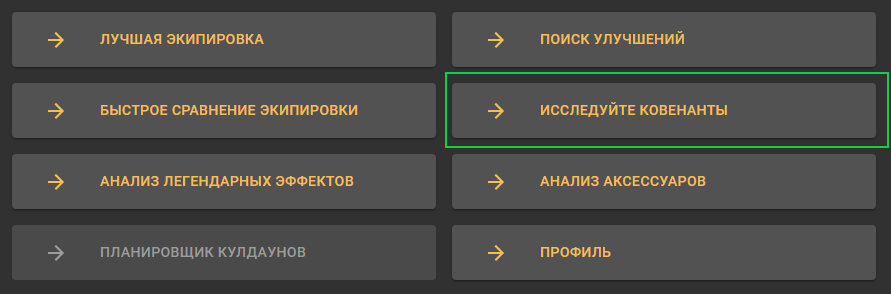 ЛУЧШАЯ ЭКИПИРОВКА
ПОИСК УЛУЧШЕНИЙ
БЫСТРОЕ СРАВНЕНИЕ ЭКИПИРОВКИ
ИССЛЕДУЙТЕ КОВЕНАНТЫ
АНАЛИЗ ЛЕГЕНДАРНЫХ ЭФФЕКТОВ
АНАЛИЗ АКСЕССУАРОВ
ПЛАНИРОВЩИК КУЛДАУНОВ
ПРОФИЛЬ